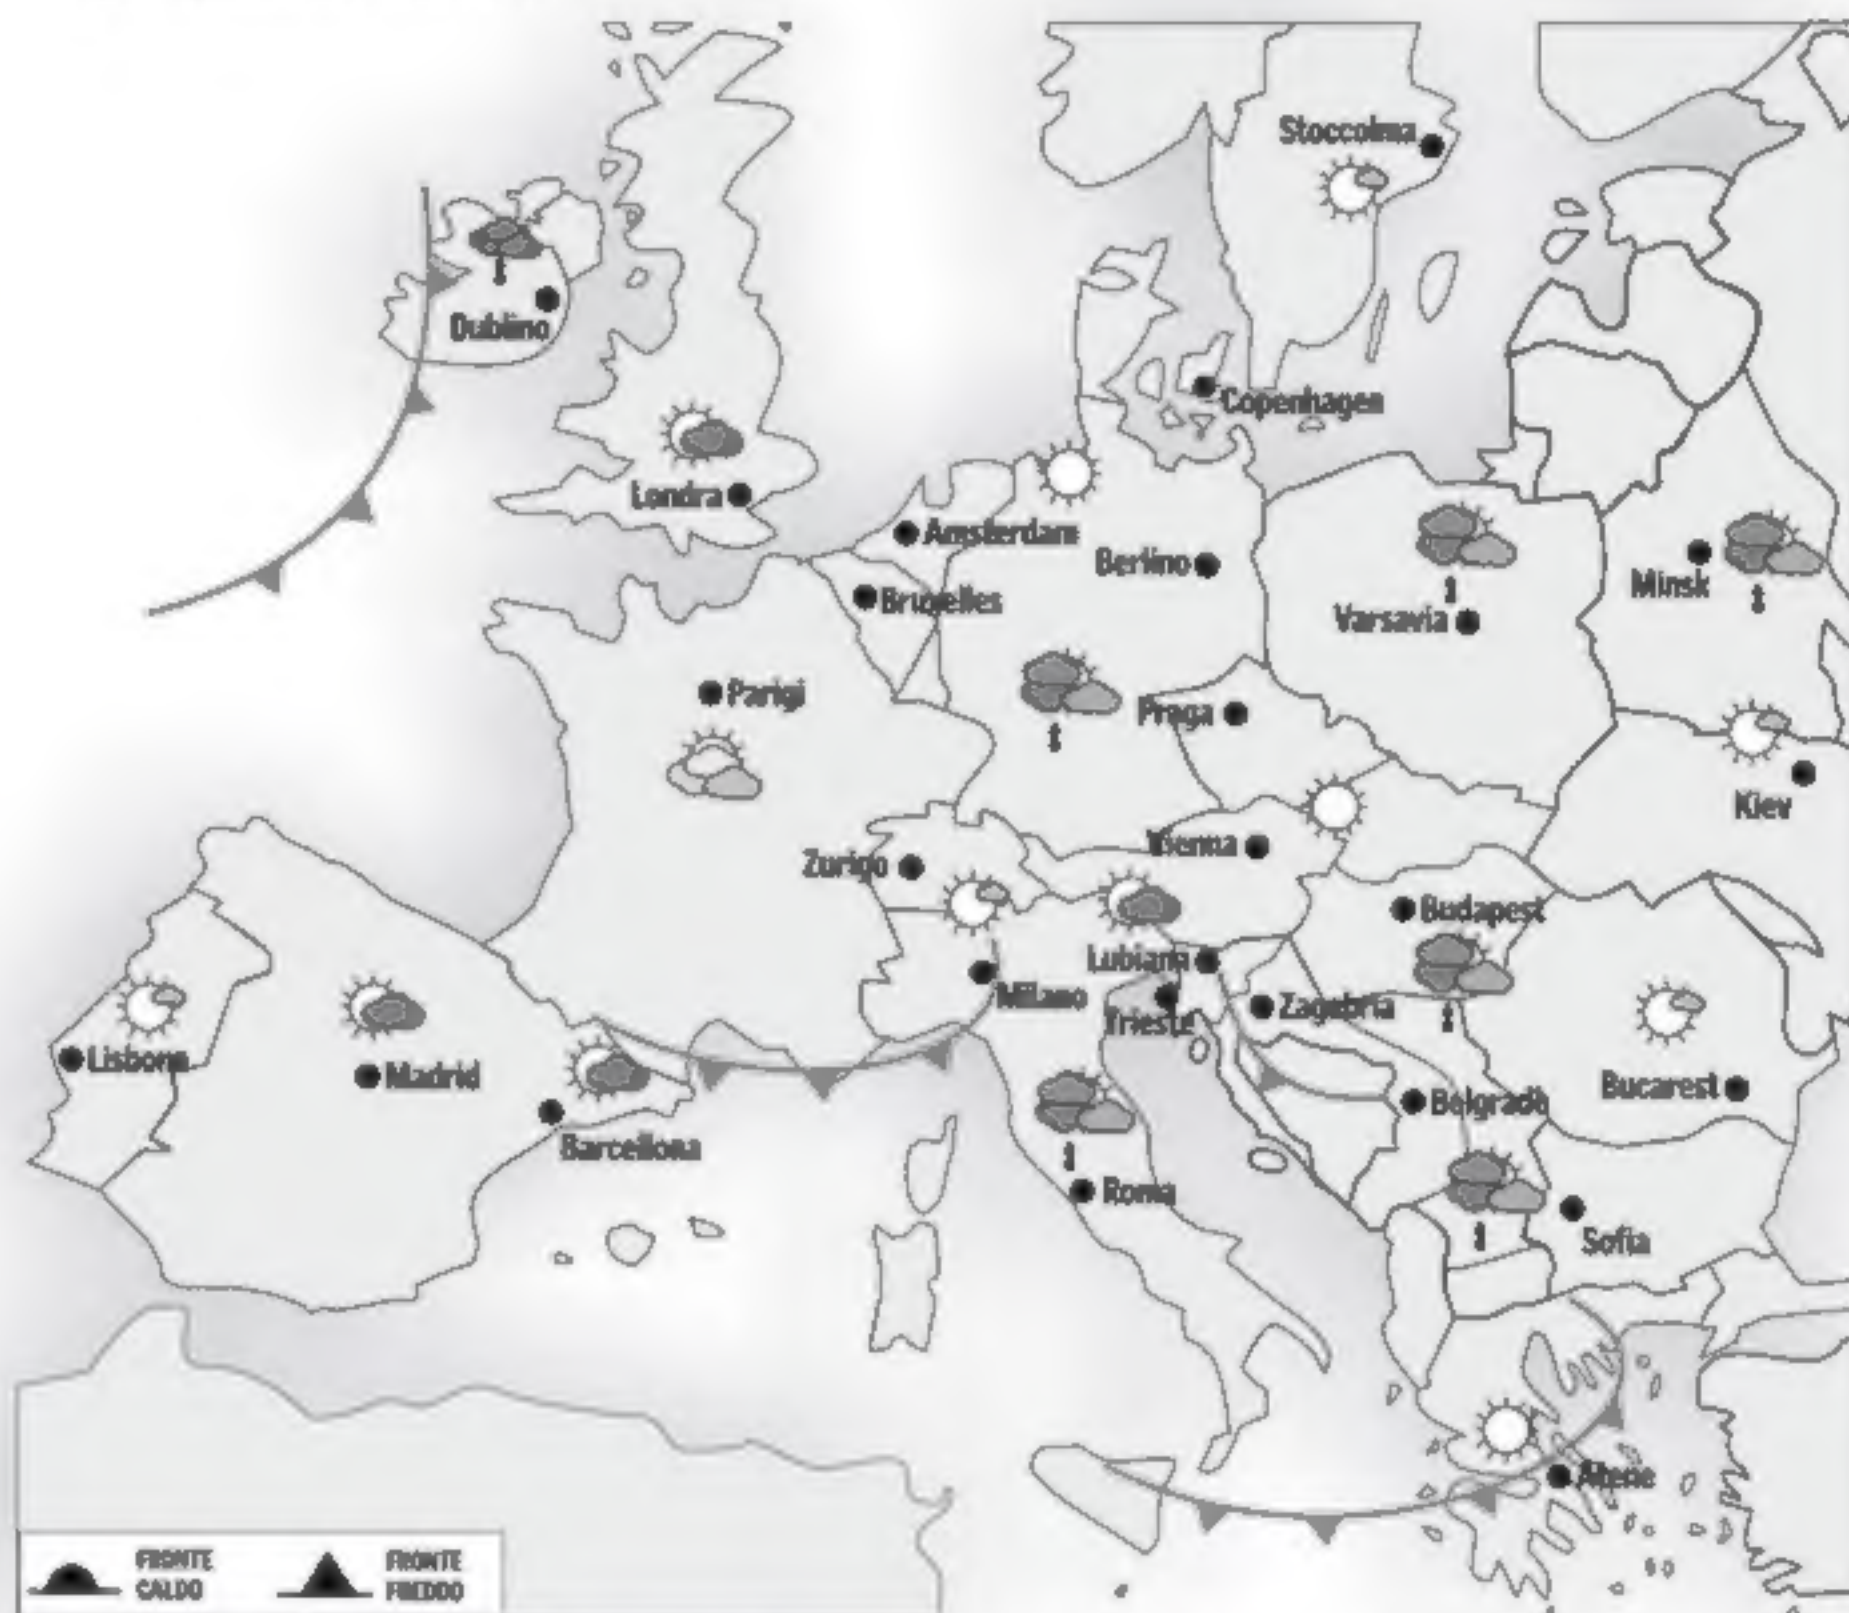 Stoccolma
Dublino
Copenhagen
Londra
Amsterdam
Berlino
Bruxelles
Minsk
Varsavia
Parigi
Praga
Kiev
Vienna
Zurigo
Budapest
Lubiana
Milano
Zagabria
Trieste
Lisbona
Madrid
Bucarest
Belgrado
Barcellona
Roma
Sofia
Atene
FRONTE
CALDO
FRONTE
FREDDO